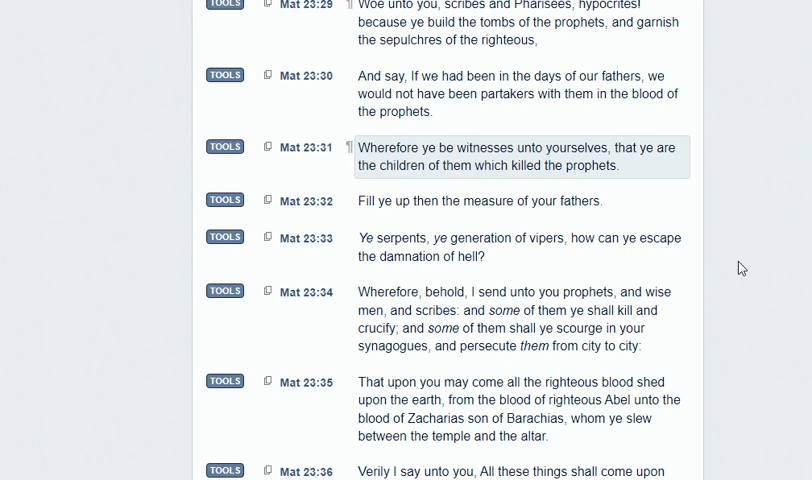 TOOLS Mat 23:29 ¶ Woe unto you, scribes and Pharisees, hypocrites!
because ye build the tombs of the prophets, and garnish
the sepulchres of the righteous,
TOOLS Mat 23:30 And say, If we had been in the days of our fathers, we
would not have been partakers with them in the blood of
the prophets.
TOOLS Mat 23:31 ¶ Wherefore ye be witnesses unto yourselves, that ye are
the children of them which killed the prophets.
TOOLS Mat 23:32 Fill ye up then the measure of your fathers.
TOOLS Mat 23:33 Ye serpents, ye generation of vipers, how can ye escape
the damnation of hell?
TOOLS Mat 23:34 Wherefore, behold, I send unto you prophets, and wise
men, and scribes: and some of them ye shall kill and
crucify; and some of them shall ye scourge in your
synagogues, and persecute them from city to city:
TOOLS Mat 23:35 That upon you may come all the righteous blood shed
upon the earth, from the blood of righteous Abel unto the
blood of Zacharias son of Barachias, whom ye slew
between the temple and the altar.
TOOLS Mat 23:36 Verily I say unto you, All these things shall come upon